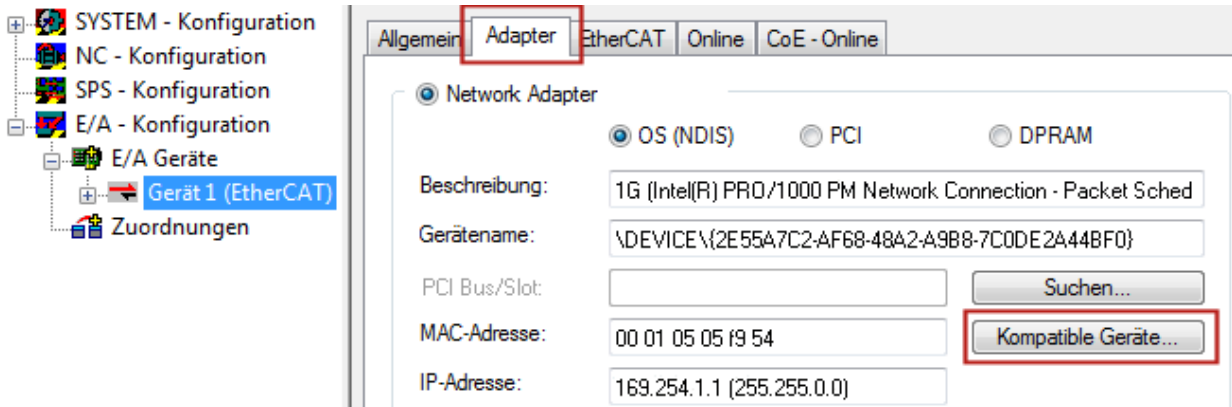 SYSTEM - Konfiguration
NC - Konfiguration
SPS - Konfiguration
E/A - Konfiguration
E/A Geräte
Gerät 1 (EtherCAT)
Zuordnungen
Allgemein Adapter EtherCAT Online CoE - Online
Network Adapter
OS (NDIS) PCI DPRAM
Beschreibung: 1G (Intel(R) PRO/1000 PM Network Connection - Packet Sched
Gerätename: \DEVICE\{2E55A7C2-AF68-48A2-A9B8-7C0DE2A44BF0}
PCI Bus/Slot: Suchen...
MAC-Adresse: 00 01 05 05 f9 54 Kompatible Geräte...
IP-Adresse: 169.254.1.1 (255.255.0.0)